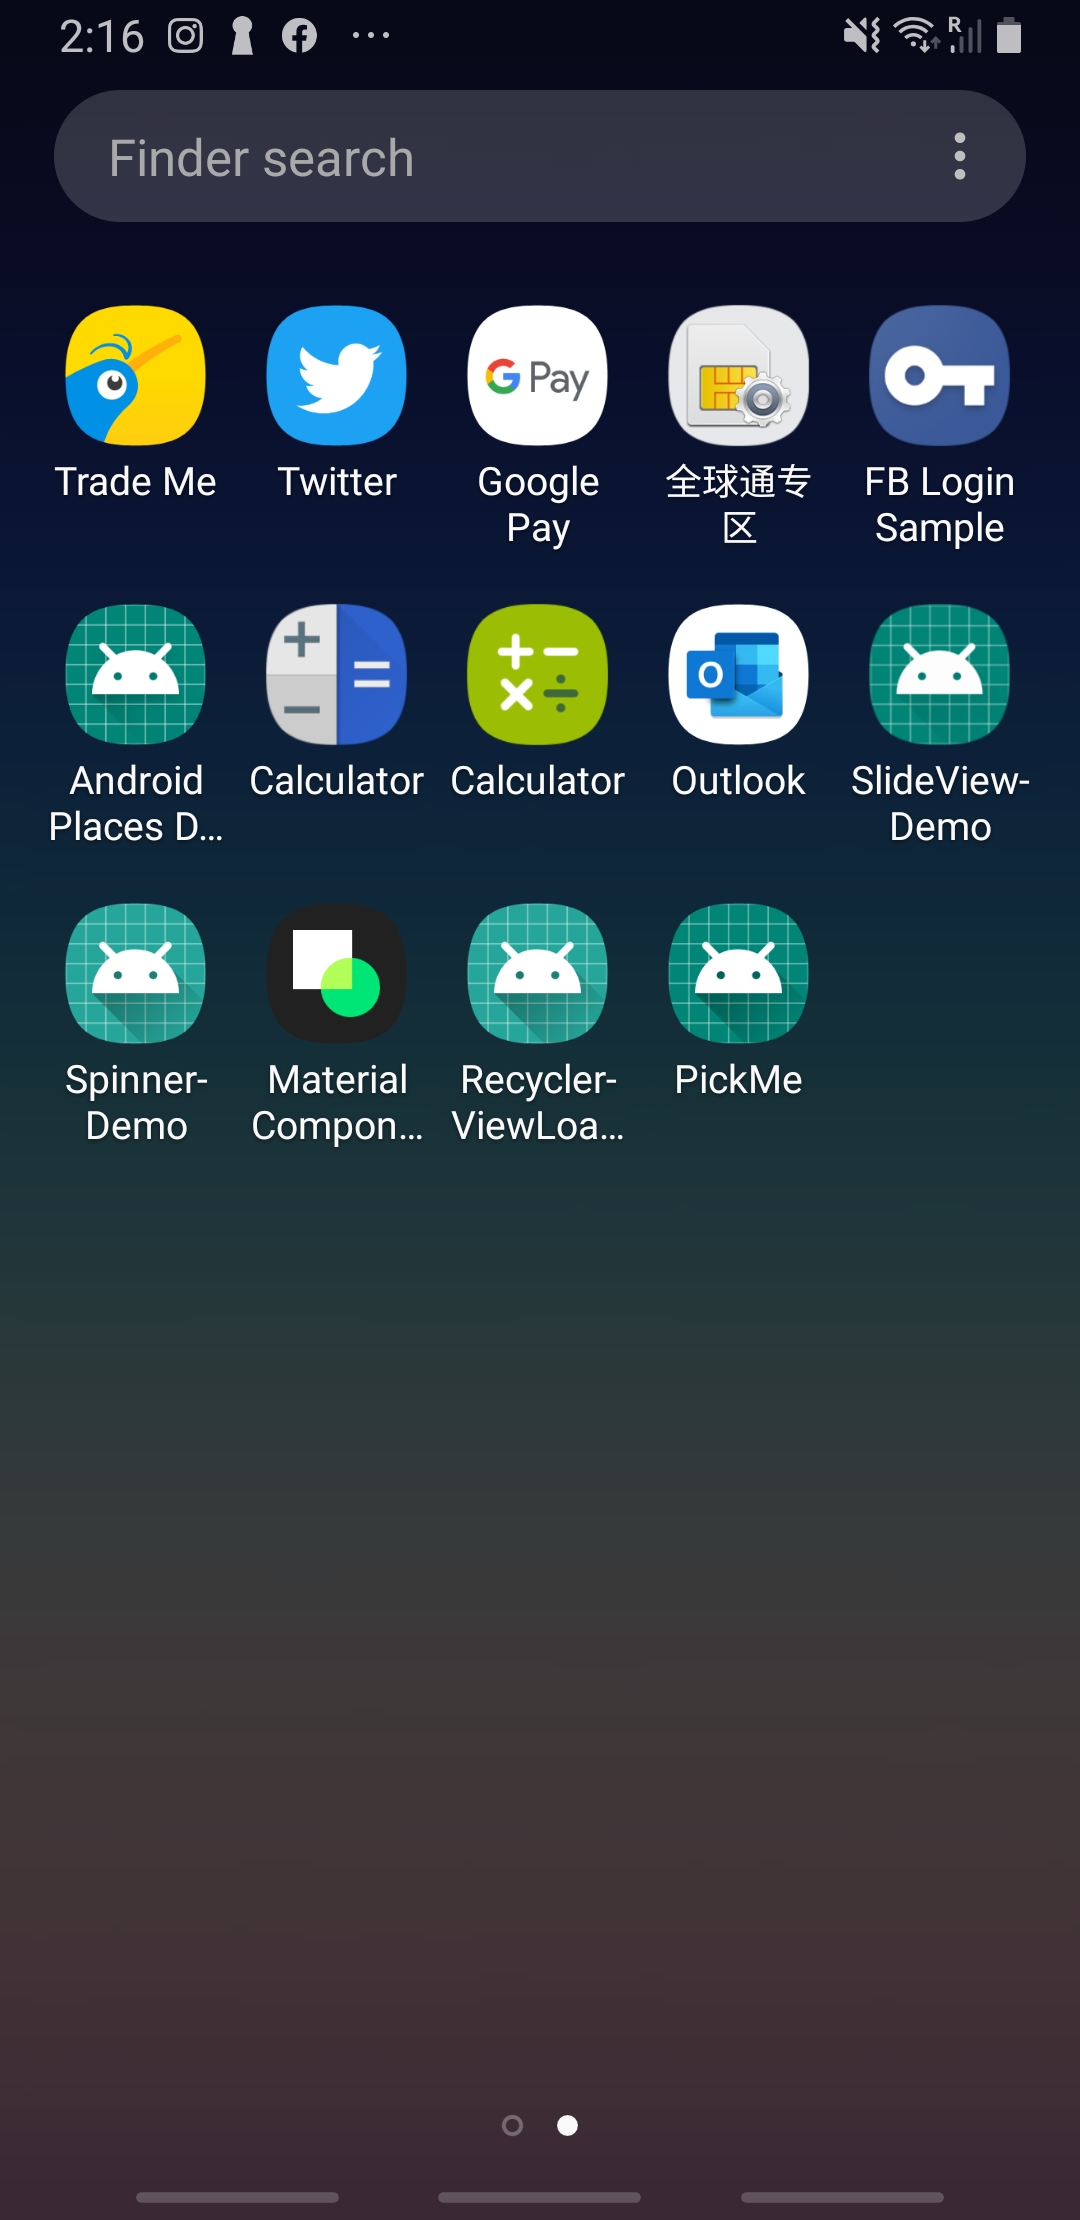 2:16
R
Finder search
G Pay
Trade Me
Twitter
Google
Pay
全球通专
区
FB Login
Sample
O
Android
Places D...
Calculator
Calculator
Outlook
SlideView-
Demo
Spinner-
Demo
Material
Compon...
Recycler-
ViewLoa...
PickMe